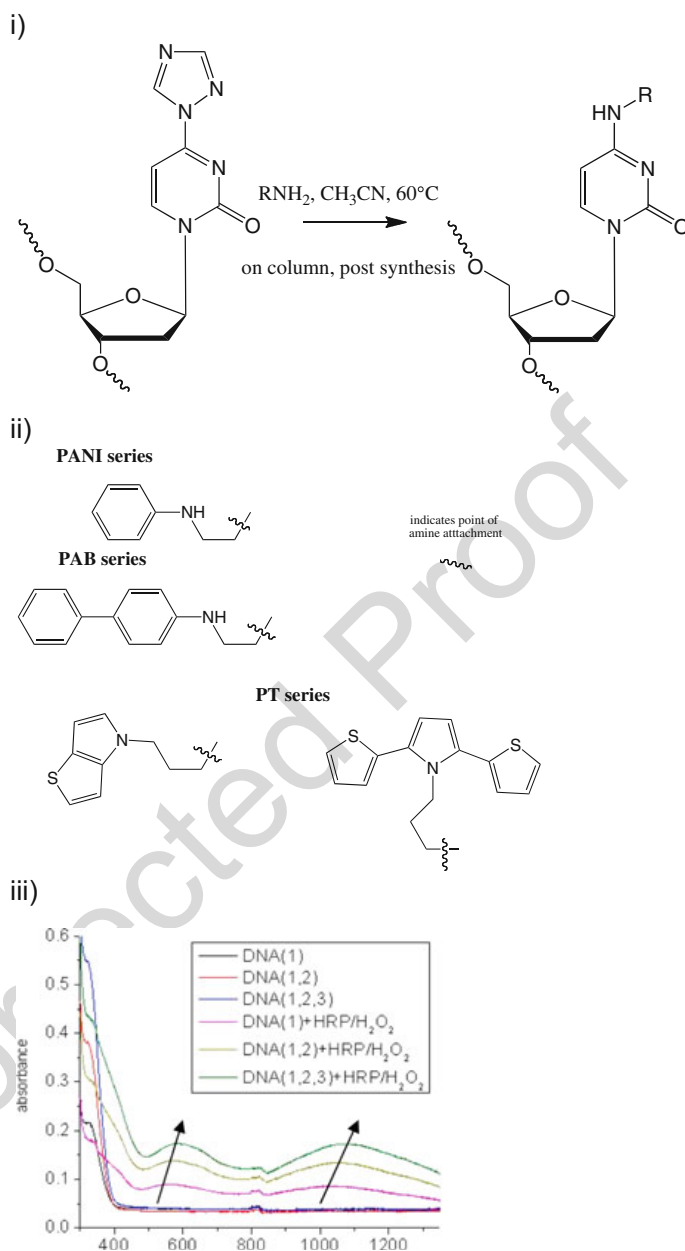 i)
N
N
N
N
N
O
O
O
O
RNH₂, CH₃CN, 60°C
on column, post synthesis
HN
R
N
N
O
O
O
O
ii)
PANI series
NH
indicates point of
amine atttachment
PAB series
NH
PT series
N
S
S
S
N
iii)
0.6
0.5
0.4
0.3
0.2
0.1
0.0
absorbance
DNA(1)
DNA(1,2)
DNA(1,2,3)
DNA(1)+HRP/H₂O₂
DNA(1,2)+HRP/H₂O₂
DNA(1,2,3)+HRP/H₂O₂
400 600 800 1000 1200
rected Proof